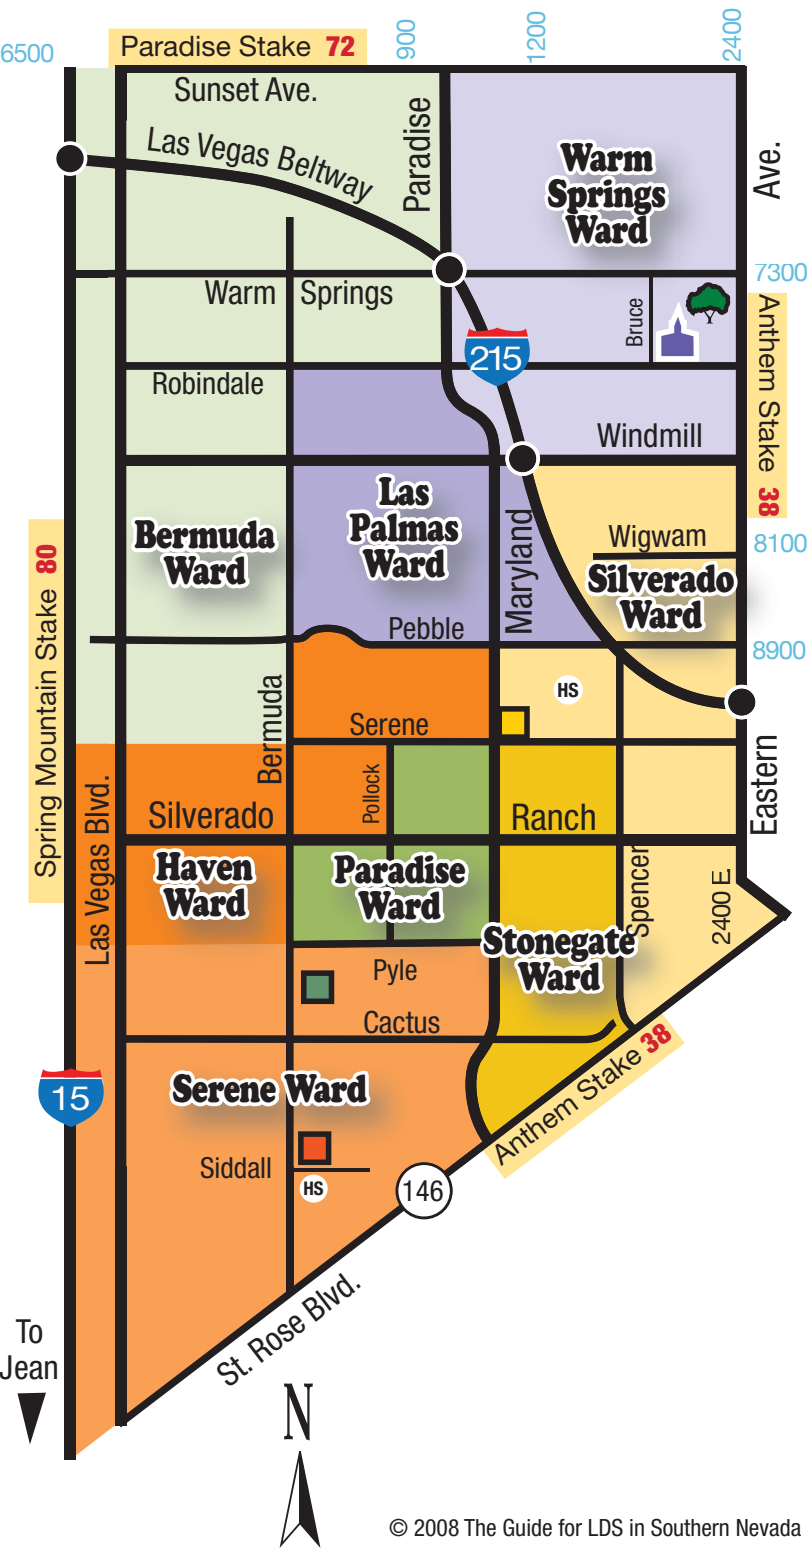 Paradise Stake 72
6500
900
1200
2400
Sunset Ave.
Las Vegas Beltway
Paradise
Warm
Springs
Ward
Ave.
Warm Springs
7300
Bruce
215
Robindale
Anthem Stake 38
Windmill
Las
Palmas
Ward
Bermuda
Ward
Maryland
Wigwam
8100
Silverado
Ward
Spring Mountain Stake 80
Pebble
8900
HS
Bermuda
Serene
Pollock
Eastern
Las Vegas Blvd.
Silverado Ranch
Haven
Ward
Paradise
Ward
Spencer
2400 E
Stonegate
Ward
Pyle
Cactus
Anthem Stake 38
15
Serene Ward
Siddall
HS
146
St. Rose Blvd.
To
Jean
N
© 2008 The Guide for LDS in Southern Nevada